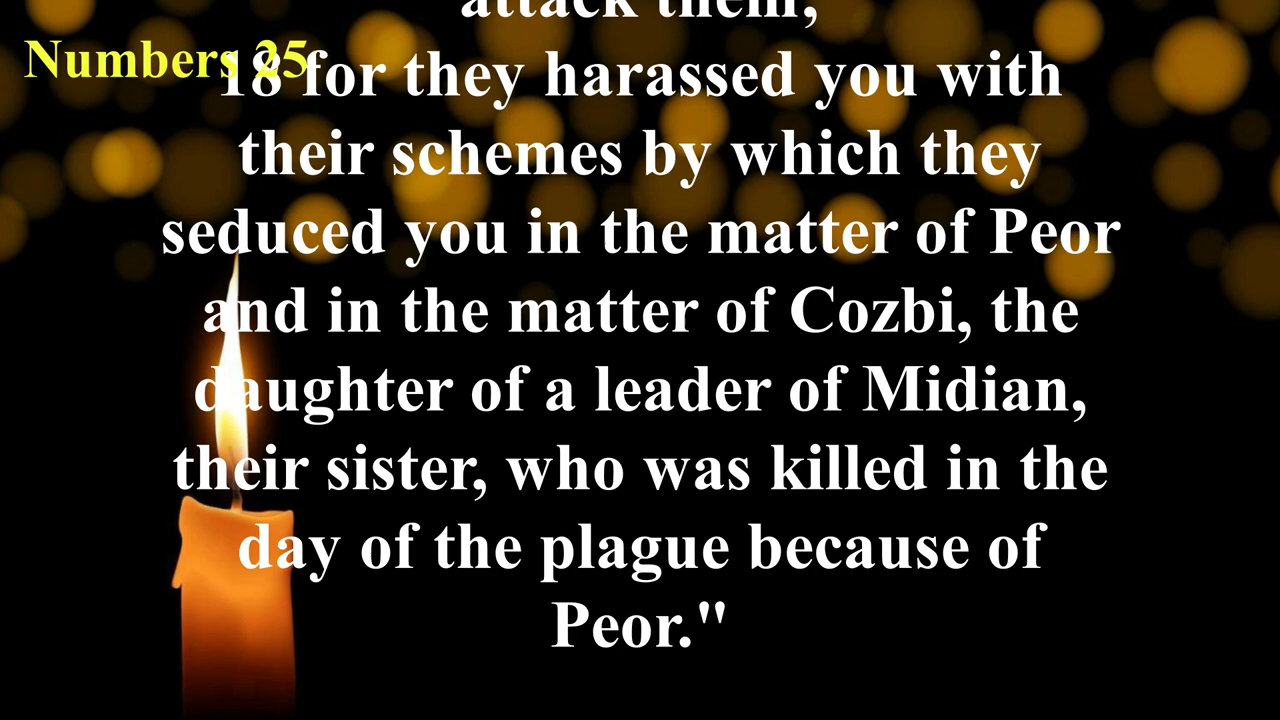 attack them,
Numbers 25
18 for they harassed you with
their schemes by which they
seduced you in the matter of Peor
and in the matter of Cozbi, the
daughter of a leader of Midian,
their sister, who was killed in the
day of the plague because of
Peor."